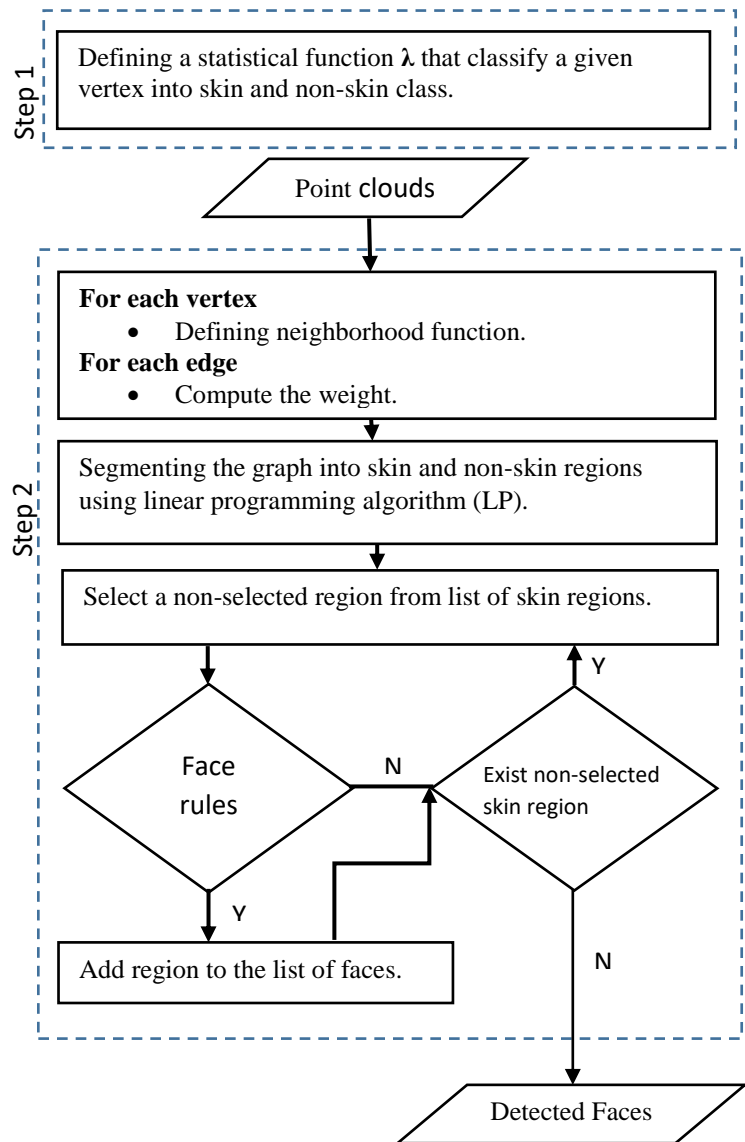 Step 1
Defining a statistical function λ that classify a given
vertex into skin and non-skin class.
Point clouds
Step 2
For each vertex
• Defining neighborhood function.
For each edge
• Compute the weight.
Segmenting the graph into skin and non-skin regions
using linear programming algorithm (LP).
Select a non-selected region from list of skin regions.
Y
Face
rules
N
Exist non-selected
skin region
Y
Add region to the list of faces.
N
Detected Faces